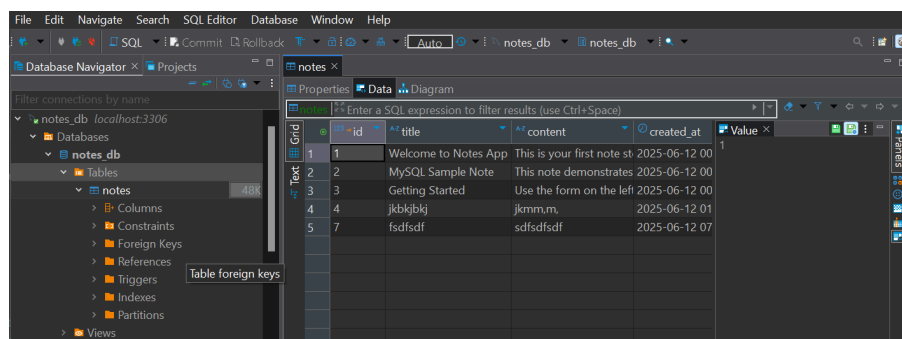 File Edit Navigate Search SQL Editor Database Window Help
SQL Commit Rollback Auto notes_db notes_db
Database Navigator Projects
notes
Properties Data Diagram
Filter connections by name
notes Enter a SQL expression to filter results (use Ctrl+Space)
notes_db localhost:3306
Databases
notes_db
Tables
notes 48K
Columns
Constraints
Foreign Keys
References
Triggers
Indexes
Partitions
Views
Table foreign keys
Grid
Text
id title content created_at
1 1 Welcome to Notes App This is your first note st 2025-06-12 00
2 2 MySQL Sample Note This note demonstrates 2025-06-12 00
3 3 Getting Started Use the form on the left 2025-06-12 00
4 4 jkbkjbkj jkmm,m, 2025-06-12 01
5 7 fsdfsdf sdfsdfsdf 2025-06-12 07
Value
1
Panels